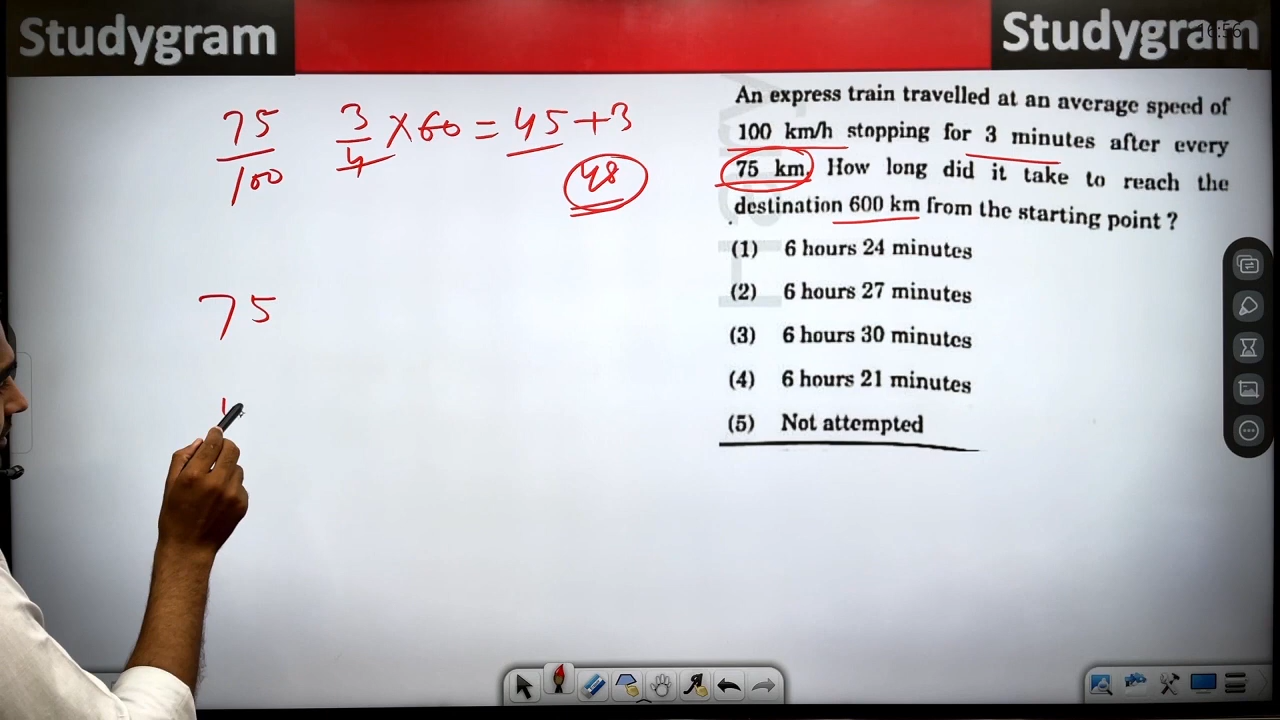 Studygram
Studygram
16:56
75/100 3/4 × 60 = 45 + 3
48
75
An express train travelled at an average speed of
100 km/h stopping for 3 minutes after every
75 km. How long did it take to reach the
destination 600 km from the starting point ?
(1) 6 hours 24 minutes
(2) 6 hours 27 minutes
(3) 6 hours 30 minutes
(4) 6 hours 21 minutes
(5) Not attempted